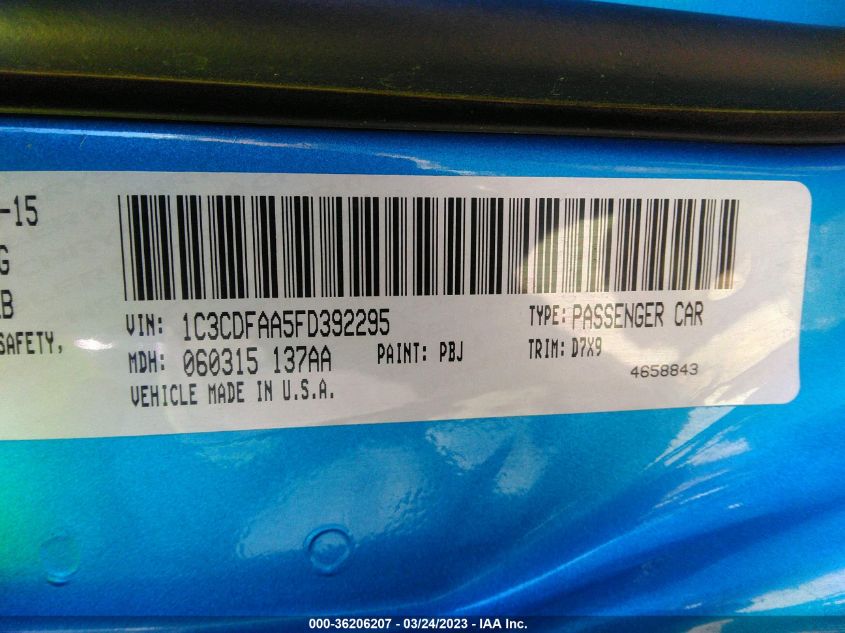 -15
G
B
SAFETY,
VIN: 1C3CDFAA5FD392295 TYPE: PASSENGER CAR
MDH: 060315 137AA PAINT: PBJ TRIM: D7X9
VEHICLE MADE IN U.S.A. 4658843
000-36206207 - 03/24/2023 - IAA Inc.